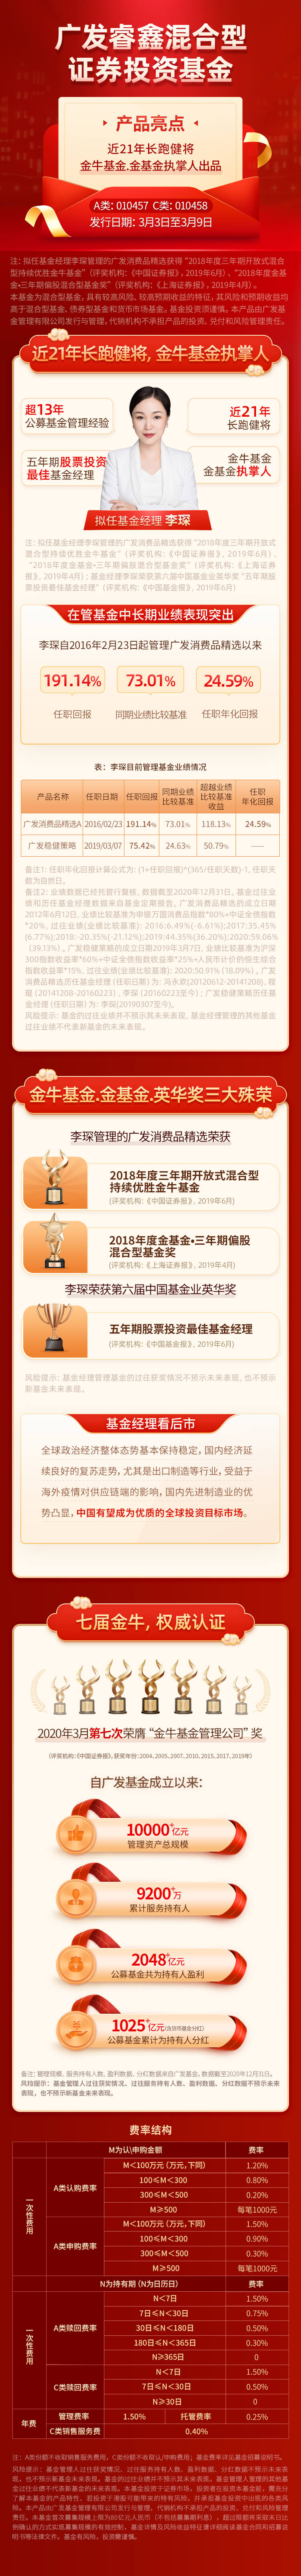 广发睿鑫混合型
证券投资基金
产品亮点
近21年长跑健将
金牛基金.金基金执掌人出品
A类: 010457 C类: 010458
发行日期: 3月3日至3月9日
注: 拟任基金经理李琛管理的广发消费品精选获得 “2018年度三年期开放式混合
型持续优胜金牛基金” (评奖机构:《中国证券报》, 2019年6月) 、“2018年度金基
金•三年期偏股混合型基金奖” (评奖机构:《上海证券报》, 2019年4月) 。
本基金为混合型基金, 具有较高风险、较高预期收益的特征, 其风险和预期收益均
高于混合型基金、债券型基金和货币市场基金。基金投资须谨慎。本产品由广发基
金管理有限公司发行与管理, 代销机构不承担产品的投资、兑付和风险管理责任。
近21年长跑健将, 金牛基金执掌人
超13年
公募基金管理经验
近21年
长跑健将
五年期股票投资
最佳基金经理
金牛基金
金基金执掌人
拟任基金经理 李琛
注: 拟任基金经理李琛管理的广发消费品精选获得 “2018年度三年期开放式
混合型持续优胜金牛基金” (评奖机构:《中国证券报》, 2019年6月) 、
“2018年度金基金•三年期偏股混合型基金奖” (评奖机构:《上海证券
报》, 2019年4月) ; 基金经理李琛荣获第六届中国基金业英华奖 “五年期股
票投资最佳基金经理” (评奖机构:《中国基金报》, 2019年6月)
在管基金中长期业绩表现突出
李琛自2016年2月23日起管理广发消费品精选以来
191.14% 73.01% 24.59%
任职回报 同期业绩比较基准 任职年化回报
表: 李琛目前管理基金业绩情况
产品名称 任职日期 任职回报 同期业绩比较基准 超越业绩比较基准收益 任职年化回报
广发消费品精选A 2016/02/23 191.14% 73.01% 118.13% 24.59%
广发稳健策略 2019/03/07 75.42% 24.63% 50.79% ——
备注1: 任职年化回报计算公式为: (1+任职回报)^(365/任职天数)-1, 任职天
数为自然日。
备注2: 业绩数据已经托管行复核, 数据截至2020年12月31日, 基金过往业
绩和历任基金经理数据来自基金定期报告。广发消费品精选的成立日期
2012年6月12日, 业绩比较基准为申银万国消费品指数*80%+中证全债指数
*20%, 过往业绩(业绩比较基准): 2016:6.49%(-6.61%);2017:35.45%
(6.77%);2018:-20.35%(-21.12%);2019:44.35%(36.20%);2020:59.06%
(39.13%) 。广发稳健策略的成立日期2019年3月7日, 业绩比较基准为沪深
300指数收益率*60%+中证全债指数收益率*25%+人民币计价的恒生综合
指数收益率*15%, 过往业绩(业绩比较基准): 2020:50.91%(18.09%) 。广发
消费品精选历任基金经理 (任职日期) 为: 冯永欢(20120612-20141208), 程
琨 (20141208-20160223) , 李琛 (20160223至今) ; 广发稳健策略历任基
金经理 (任职日期) 为: 李琛(20190307至今)。
风险提示: 基金的过往业绩并不预示其未来表现, 基金经理管理的其他基金
过往业绩不代表新基金的未来表现。
金牛基金.金基金.英华奖三大殊荣
李琛管理的广发消费品精选荣获
2018年度三年期开放式混合型
持续优胜金牛基金
(评奖机构:《中国证券报》, 2019年6月)
2018年度金基金•三年期偏股
混合型基金奖
(评奖机构:《上海证券报》, 2019年4月)
李琛荣获第六届中国基金业英华奖
五年期股票投资最佳基金经理
(评奖机构:《中国基金报》, 2019年6月)
风险提示: 基金经理管理基金的过往获奖情况不预示未来表现, 也不预示
新基金未来表现。
基金经理看后市
全球政治经济整体态势基本保持稳定, 国内经济延
续良好的复苏走势, 尤其是出口制造等行业, 受益于
海外疫情对供应链端的影响, 国内先进制造业的优
势凸显, 中国有望成为优质的全球投资目标市场。
七届金牛, 权威认证
2020年3月第七次荣膺 “金牛基金管理公司” 奖
(评奖机构:《中国证券报》, 获奖年份: 2004, 2005, 2007, 2010, 2015, 2017, 2019年)
自广发基金成立以来:
10000+亿元
管理资产总规模
9200+万
累计服务持有人
2048+亿元
公募基金共为持有人盈利
1025+亿元(含货币基金分红)
公募基金累计为持有人分红
备注: 管理规模、服务持有人数、盈利数据、分红数据来自广发基金, 数据截至2020年12月31日。
风险提示: 基金管理人过往获奖情况、过往服务持有人数、盈利数据、分红数据不预示未来
表现, 也不预示新基金未来表现。
费率结构
M为认\申购金额 费率
一次性费用
A类认购费率
M<100万元 (万元, 下同) 1.20%
100≤M<300 0.80%
300≤M<500 0.20%
M≥500 每笔1000元
A类申购费率
M<100万元 (万元, 下同) 1.50%
100≤M<300 0.90%
300≤M<500 0.30%
M≥500 每笔1000元
N为持有期 (N为日历日) 费率
一次性费用
A类赎回费率
N<7日 1.50%
7日≤N<30日 0.75%
30日≤N<180日 0.50%
180日≤N<365日 0.30%
N≥365日 0
C类赎回费率
N<7日 1.50%
7日≤N<30日 0.50%
N≥30日 0
年费
管理费率 1.50% 托管费率 0.25%
C类销售服务费 0.40%
注: A类份额不收取销售服务费用, C类份额不收取认/申购费用; 基金费率详见基金招募说明书。
风险提示: 基金管理人过往获奖情况、过往服务持有人数、盈利数据、分红数据不预示未来表
现, 也不预示新基金未来表现。基金的过往业绩并不预示其未来表现, 基金管理人管理的其他基
金过往业绩不代表新基金的未来表现。本基金投资于证券市场, 投资者在投资本基金前, 需充分
了解本基金的产品特性, 若投资于港股可能带来的特有风险, 并承担基金投资中出现的各类风
险。本产品由广发基金管理有限公司发行与管理, 代销机构不承担产品的投资、兑付和风险管理
责任。本基金首次募集规模上限为80亿元人民币 (不包括募集期利息) , 超过限额将采取末日比
例确认的方式实现募集规模的有效控制, 基金详情及风险收益特征请详细阅读基金合同和招募说
明书等法律文件。基金有风险, 投资需谨慎。